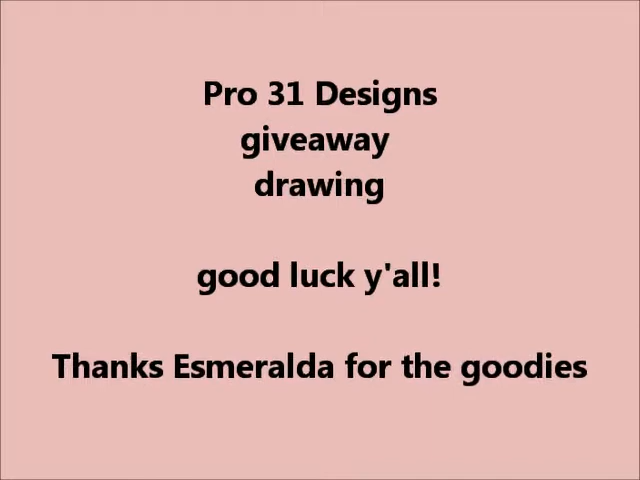 Pro 31 Designs
giveaway
drawing
good luck y'all!
Thanks Esmeralda for the goodies